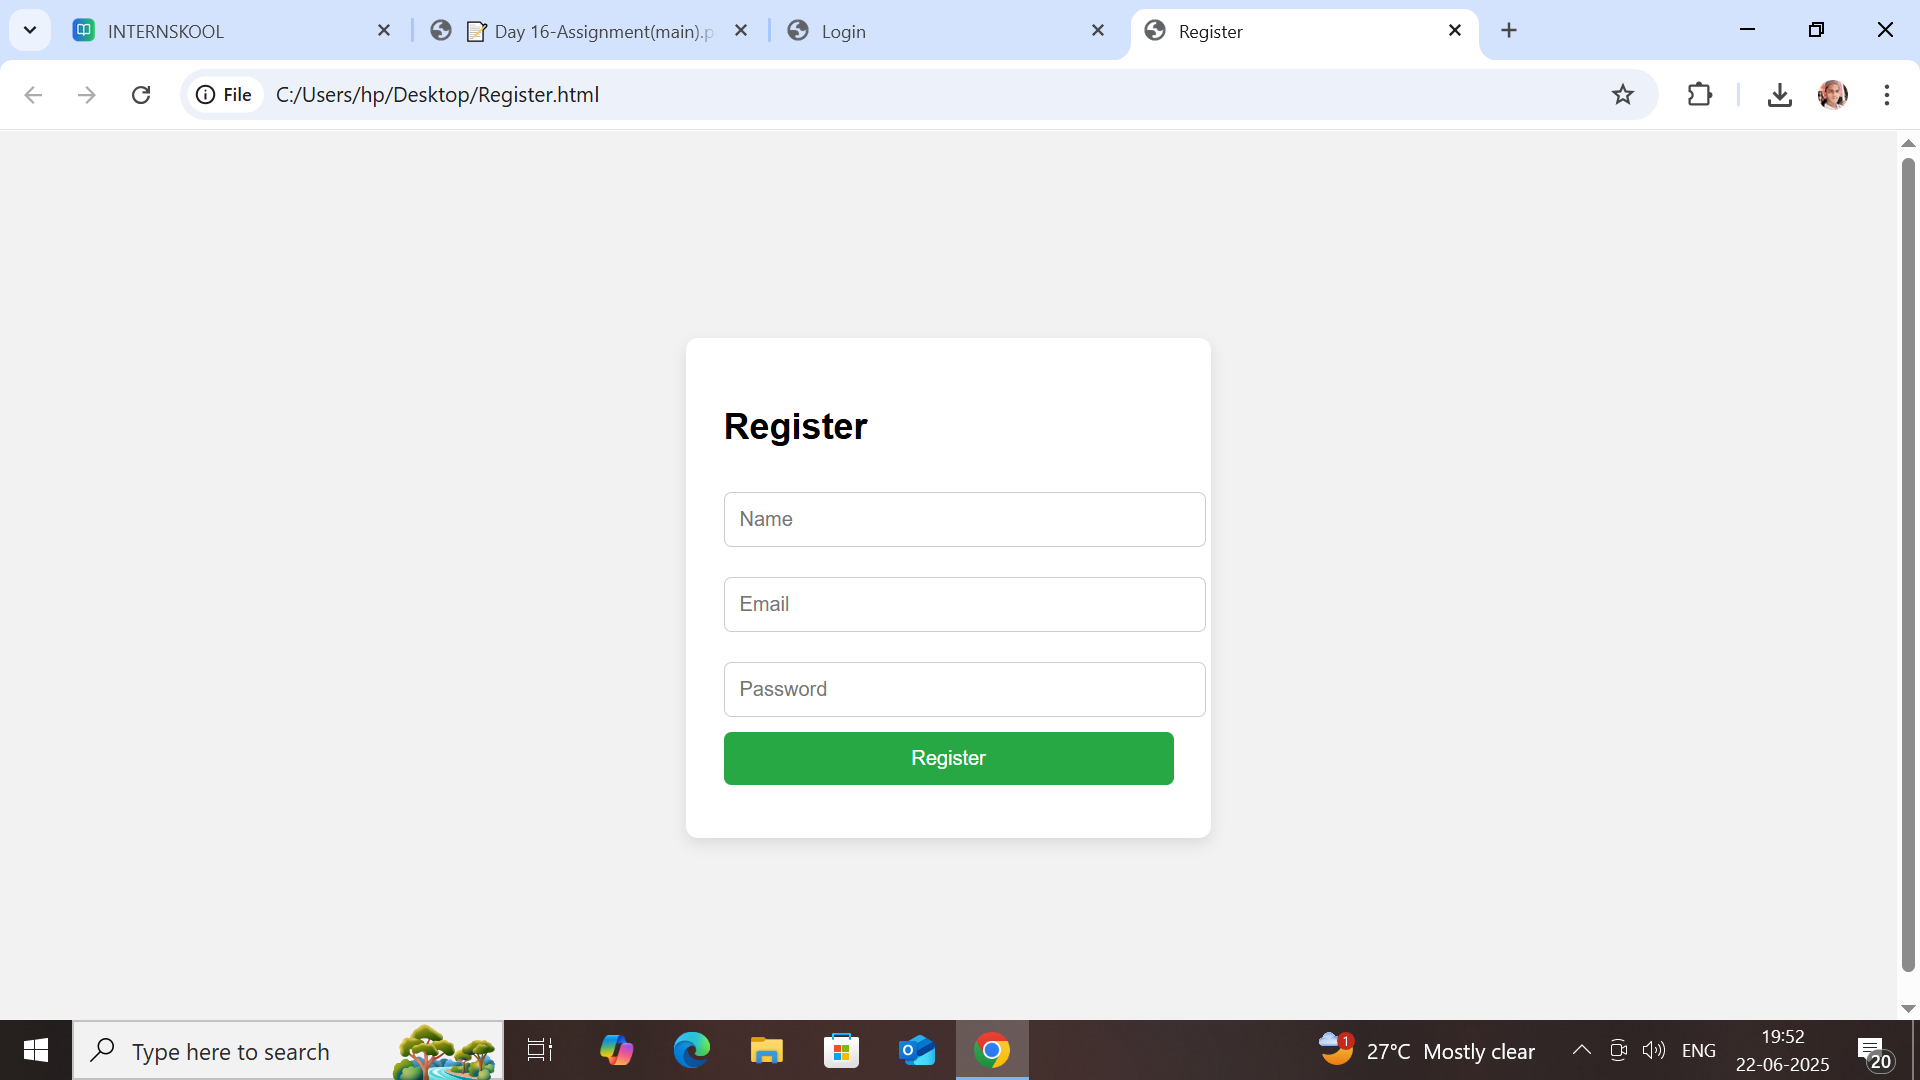 INTERNSKOOL
Day 16-Assignment(main).p
Login
Register
File
C:/Users/hp/Desktop/Register.html
Register
Name
Email
Password
Register
Type here to search
1
27°C Mostly clear
ENG
19:52
22-06-2025
20